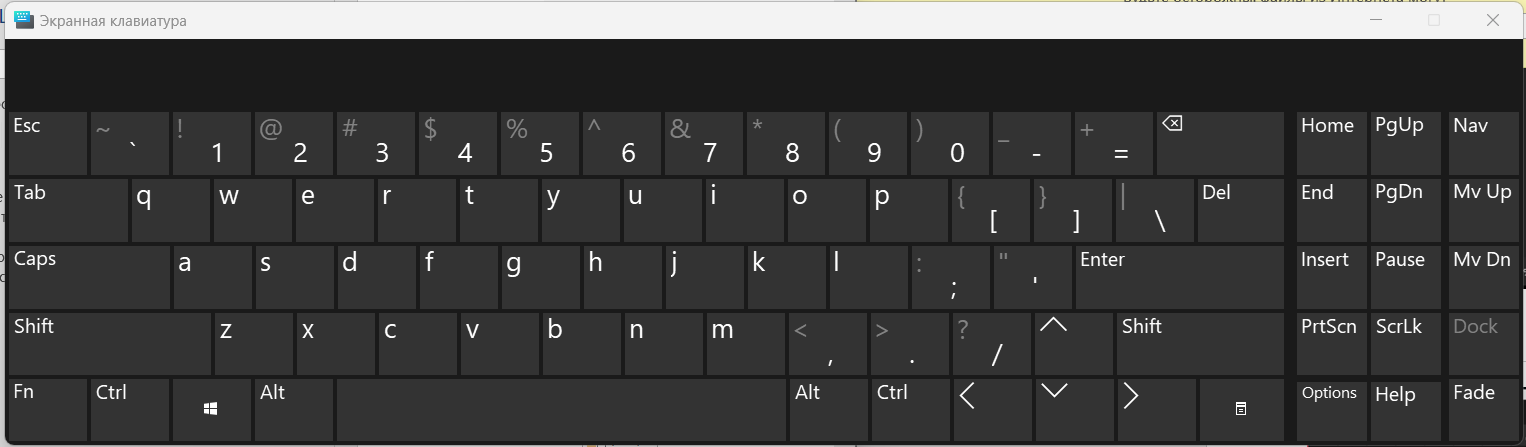 Экранная клавиатура
Esc ~ ` ! 1 @ 2 # 3 $ 4 % 5 ^ 6 & 7 * 8 ( 9 ) 0 _ - + = Home PgUp Nav
Tab q w e r t y u i o p { [ } ] | \ Del End PgDn Mv Up
Caps a s d f g h j k l : ; " ' Enter Insert Pause Mv Dn
Shift z x c v b n m < , > . ? / Shift PrtScn ScrLk Dock
Fn Ctrl Alt Alt Ctrl Options Help Fade